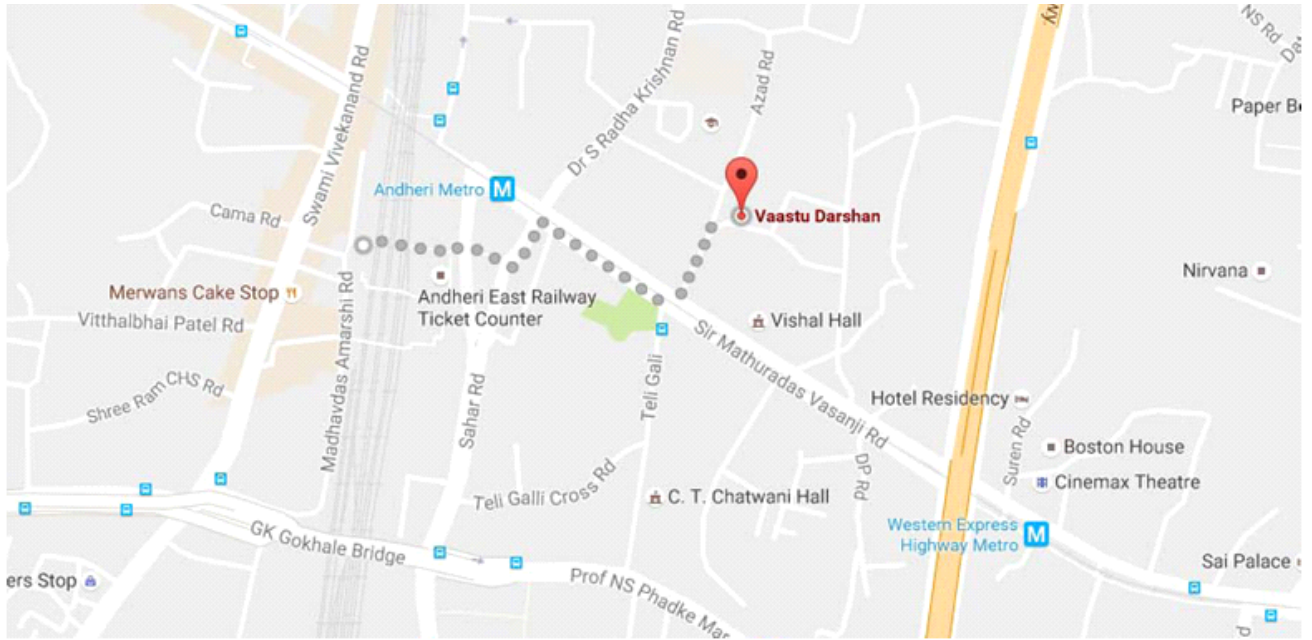 NS Rd
Paper B
Azad Rd
Dr S Radha Krishnan Rd
Swami Vivekanand Rd
Andheri Metro
M
Cama Rd
Vaastu Darshan
Nirvana
Merwans Cake Stop
Andheri East Railway
Ticket Counter
Vishal Hall
Vitthalbhai Patel Rd
Madhavdas Amarshi Rd
Sir Mathuradas Vasanji Rd
Shree Ram CHS Rd
Sahar Rd
Teli Gali
Hotel Residency
Suren Rd
Boston House
Cinemax Theatre
DP Rd
Teli Galli Cross Rd
C. T. Chatwani Hall
Western Express
Highway Metro
M
GK Gokhale Bridge
Sai Palace
ers Stop
Prof NS Phadke Mar